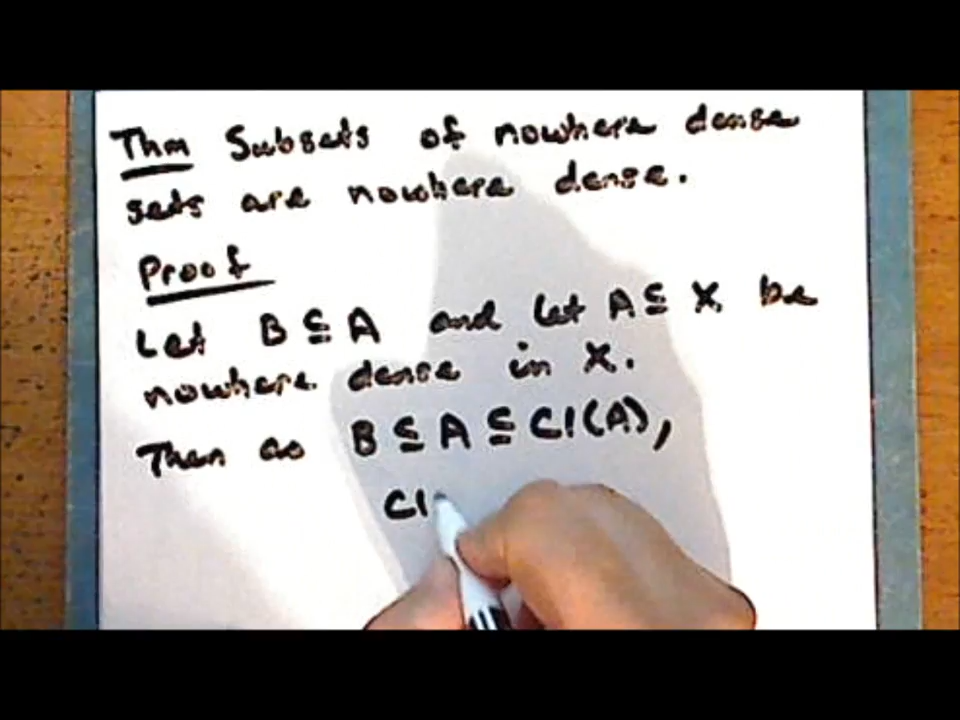 Thm Subsets of nowhere dense
sets are nowhere dense.
Proof
Let B ⊆ A and let A ⊆ X be
nowhere dense in X.
Then as B ⊆ A ⊆ Cl(A),
Cl